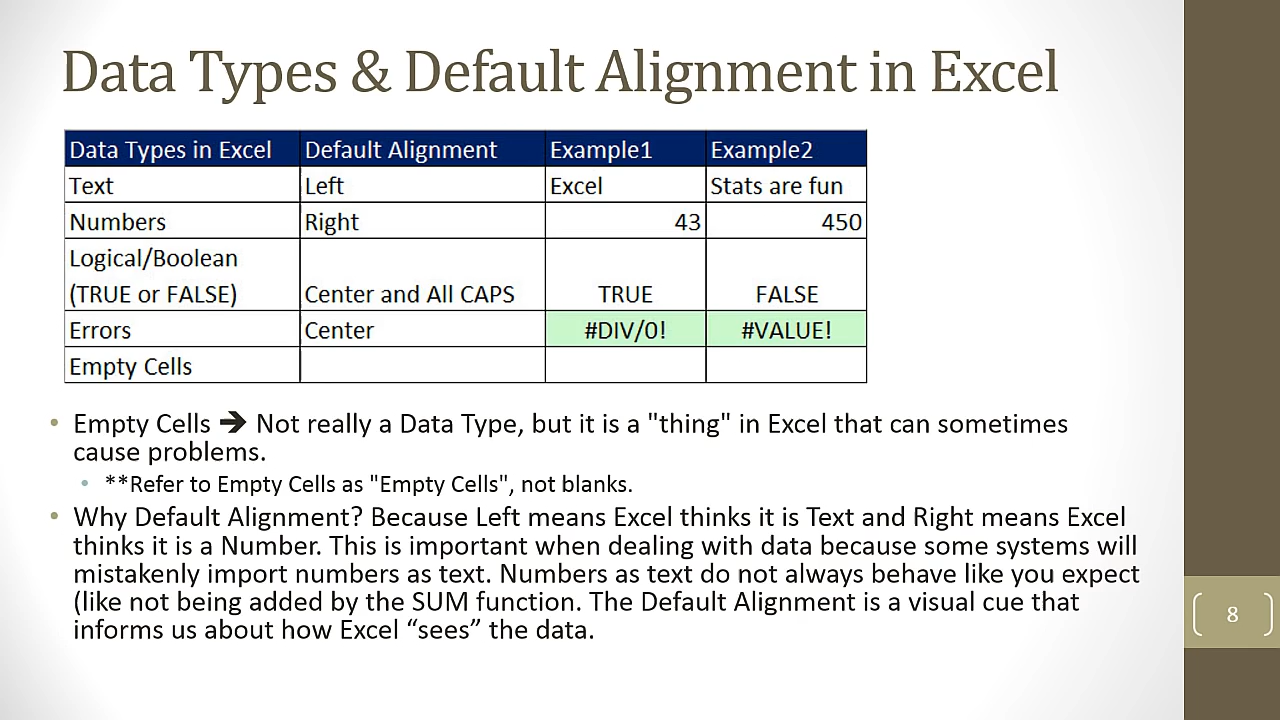 Data Types & Default Alignment in Excel
Data Types in Excel Default Alignment Example1 Example2
Text Left Excel Stats are fun
Numbers Right 43 450
Logical/Boolean
(TRUE or FALSE) Center and All CAPS TRUE FALSE
Errors Center #DIV/0! #VALUE!
Empty Cells
• Empty Cells ➔ Not really a Data Type, but it is a "thing" in Excel that can sometimes
cause problems.
• **Refer to Empty Cells as "Empty Cells", not blanks.
• Why Default Alignment? Because Left means Excel thinks it is Text and Right means Excel
thinks it is a Number. This is important when dealing with data because some systems will
mistakenly import numbers as text. Numbers as text do not always behave like you expect
(like not being added by the SUM function. The Default Alignment is a visual cue that
informs us about how Excel “sees” the data.
8